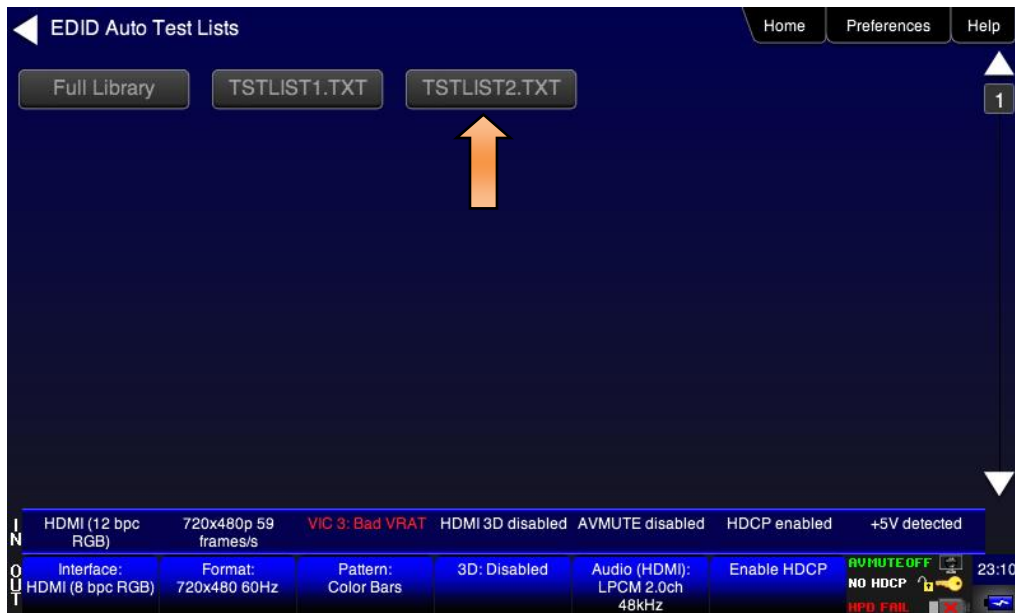 EDID Auto Test Lists
Home
Preferences
Help
Full Library
TSTLIST1.TXT
TSTLIST2.TXT
1
IN
HDMI (12 bpc
RGB)
720x480p 59
frames/s
VIC 3: Bad VRAT
HDMI 3D disabled
AVMUTE disabled
HDCP enabled
+5V detected
OUT
Interface:
HDMI (8 bpc RGB)
Format:
720x480 60Hz
Pattern:
Color Bars
3D: Disabled
Audio (HDMI):
LPCM 2.0ch
48kHz
Enable HDCP
AVMUTEOFF
NO HDCP
HPD FAIL
23:10